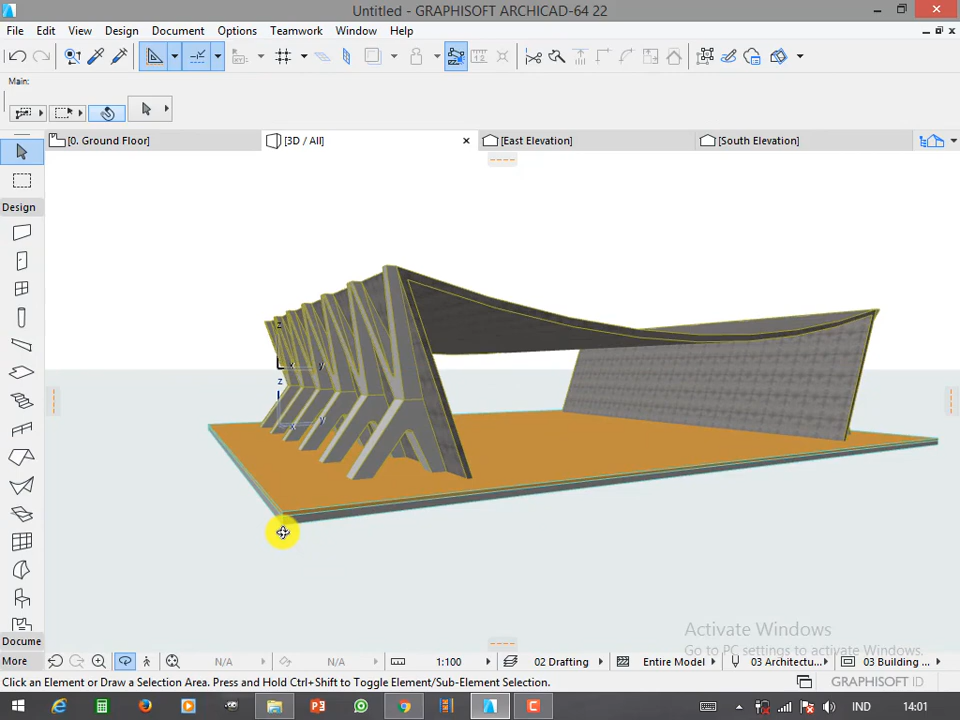 Untitled - GRAPHISOFT ARCHICAD-64 22
File Edit View Design Document Options Teamwork Window Help
Main:
[0. Ground Floor]
[3D / All]
[East Elevation]
[South Elevation]
Design
z
x y
z
x y
Docume
More
N/A
N/A
1:100
02 Drafting
Entire Model
03 Architectu...
03 Building ...
Activate Windows
Go to PC settings to activate Windows.
Click an Element or Draw a Selection Area. Press and Hold Ctrl+Shift to Toggle Element/Sub-Element Selection.
GRAPHISOFT ID
IND
14:01